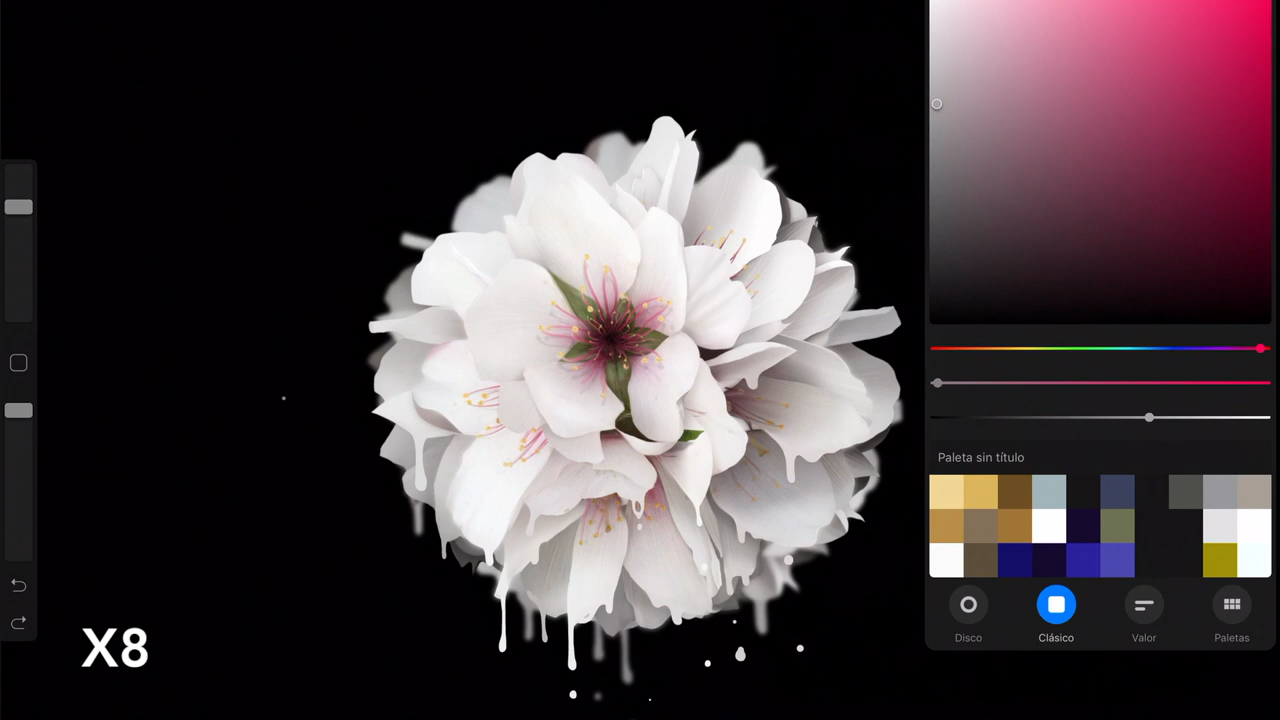 Paleta sin título
Disco
Clásico
Valor
Paletas
X8